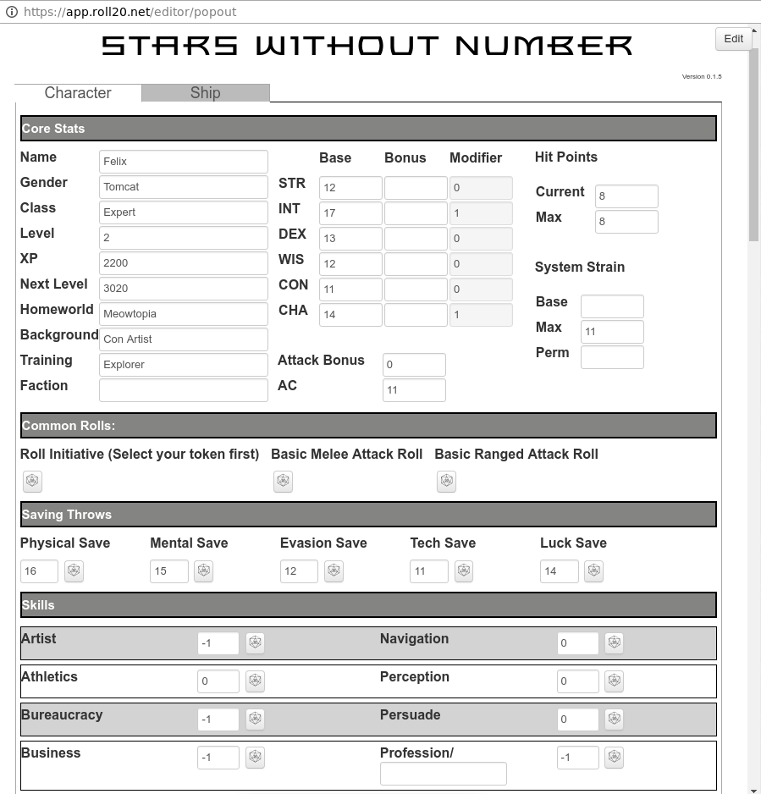 https://app.roll20.net/editor/popout
STARS WITHOUT NUMBER
Edit
Version 0.1.5
Character Ship
Core Stats
Name Felix
Gender Tomcat
Class Expert
Level 2
XP 2200
Next Level 3020
Homeworld Meowtopia
Background Con Artist
Training Explorer
Faction
Base Bonus Modifier
STR 12 0
INT 17 1
DEX 13 0
WIS 12 0
CON 11 0
CHA 14 1
Attack Bonus 0
AC 11
Hit Points
Current 8
Max 8
System Strain
Base
Max 11
Perm
Common Rolls:
Roll Initiative (Select your token first) Basic Melee Attack Roll Basic Ranged Attack Roll
Saving Throws
Physical Save Mental Save Evasion Save Tech Save Luck Save
16 15 12 11 14
Skills
Artist -1 Navigation 0
Athletics 0 Perception 0
Bureaucracy -1 Persuade 0
Business -1 Profession/ -1